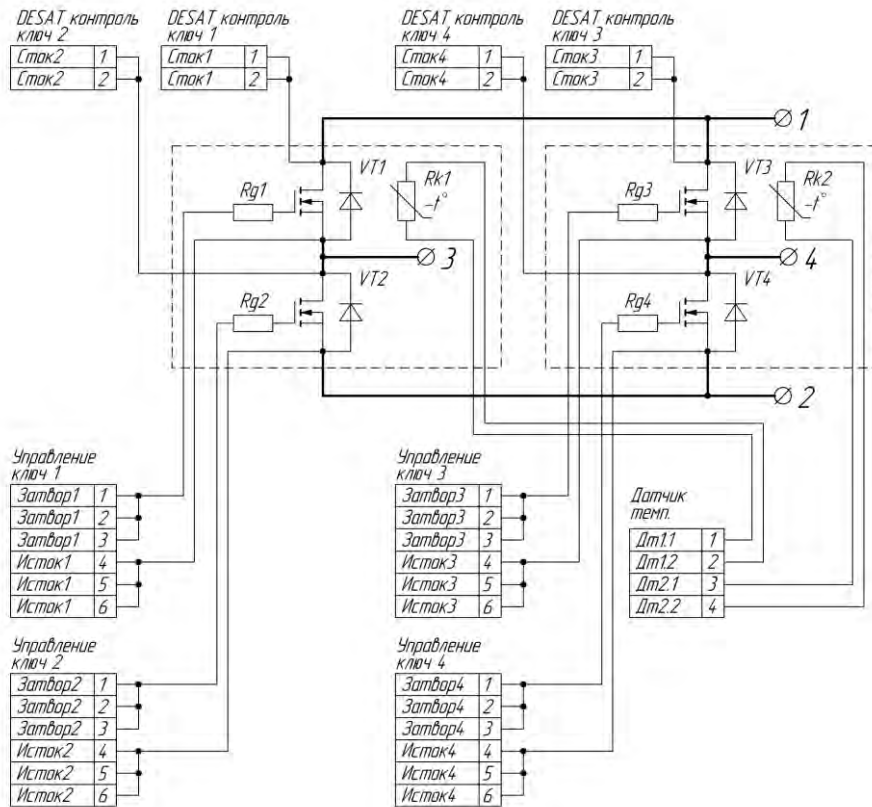 DESAT контроль
ключ 2
Сток2 1
Сток2 2
DESAT контроль
ключ 1
Сток1 1
Сток1 2
DESAT контроль
ключ 4
Сток4 1
Сток4 2
DESAT контроль
ключ 3
Сток3 1
Сток3 2
1
VT1
Rg1
Rk1
-t°
VT3
Rg3
Rk2
-t°
3
4
VT2
Rg2
VT4
Rg4
2
Управление
ключ 1
Затвор1 1
Затвор1 2
Затвор1 3
Исток1 4
Исток1 5
Исток1 6
Управление
ключ 3
Затвор3 1
Затвор3 2
Затвор3 3
Исток3 4
Исток3 5
Исток3 6
Датчик
темп.
Дт1.1 1
Дт1.2 2
Дт2.1 3
Дт2.2 4
Управление
ключ 2
Затвор2 1
Затвор2 2
Затвор2 3
Исток2 4
Исток2 5
Исток2 6
Управление
ключ 4
Затвор4 1
Затвор4 2
Затвор4 3
Исток4 4
Исток4 5
Исток4 6